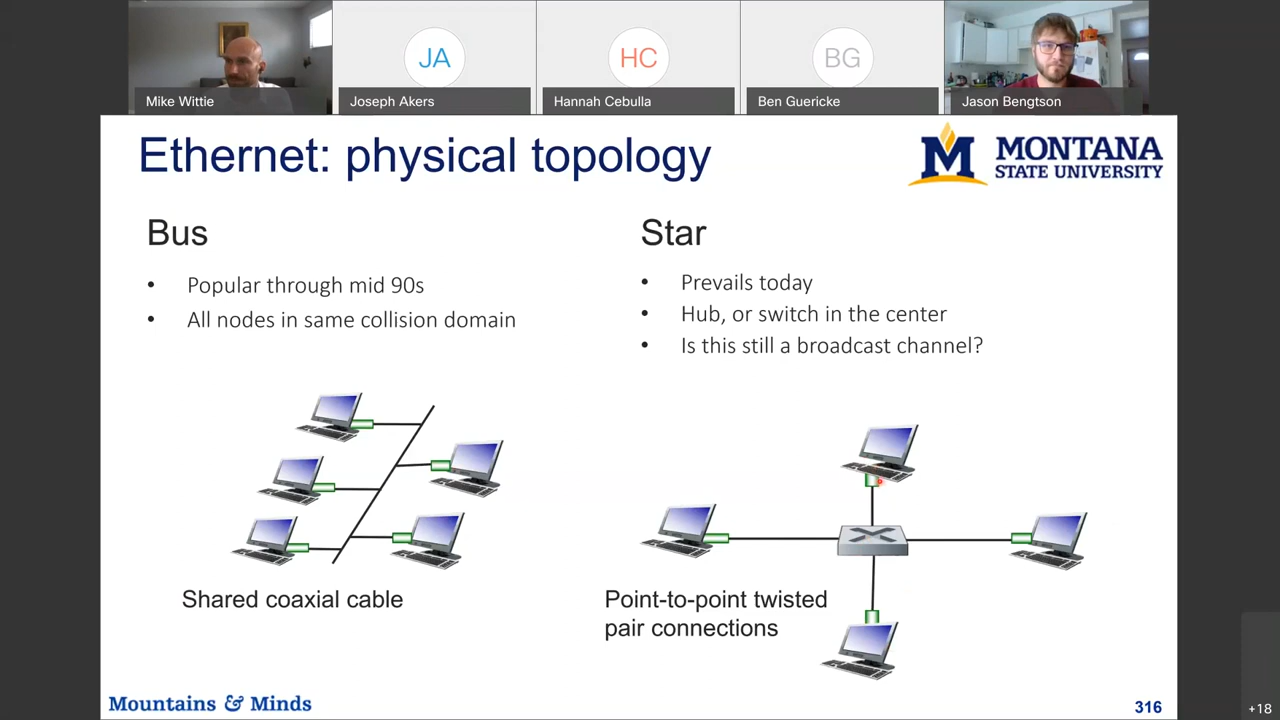 JA
HC
BG
Mike Wittie
Joseph Akers
Hannah Cebulla
Ben Guericke
Jason Bengtson
Ethernet: physical topology
M MONTANA
STATE UNIVERSITY
Bus
• Popular through mid 90s
• All nodes in same collision domain
Shared coaxial cable
Star
• Prevails today
• Hub, or switch in the center
• Is this still a broadcast channel?
Point-to-point twisted
pair connections
Mountains & Minds
316
+18